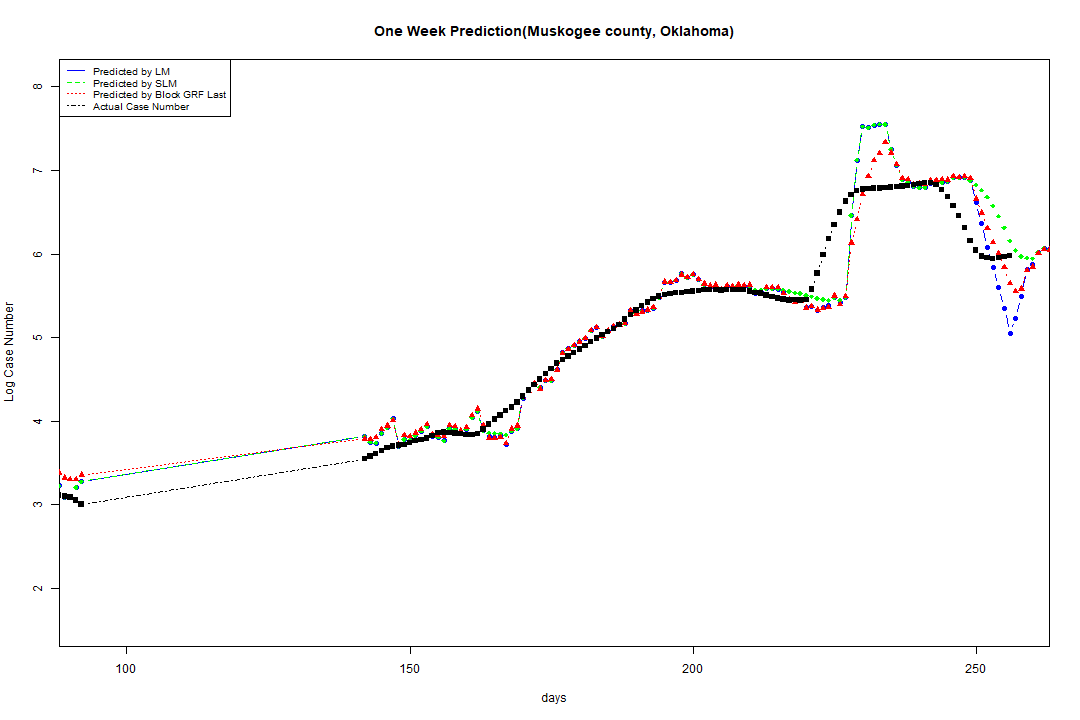 One Week Prediction(Muskogee county, Oklahoma)
Predicted by LM
Predicted by SLM
Predicted by Block GRF Last
Actual Case Number
8
7
6
5
4
3
2
Log Case Number
100 150 200 250
days